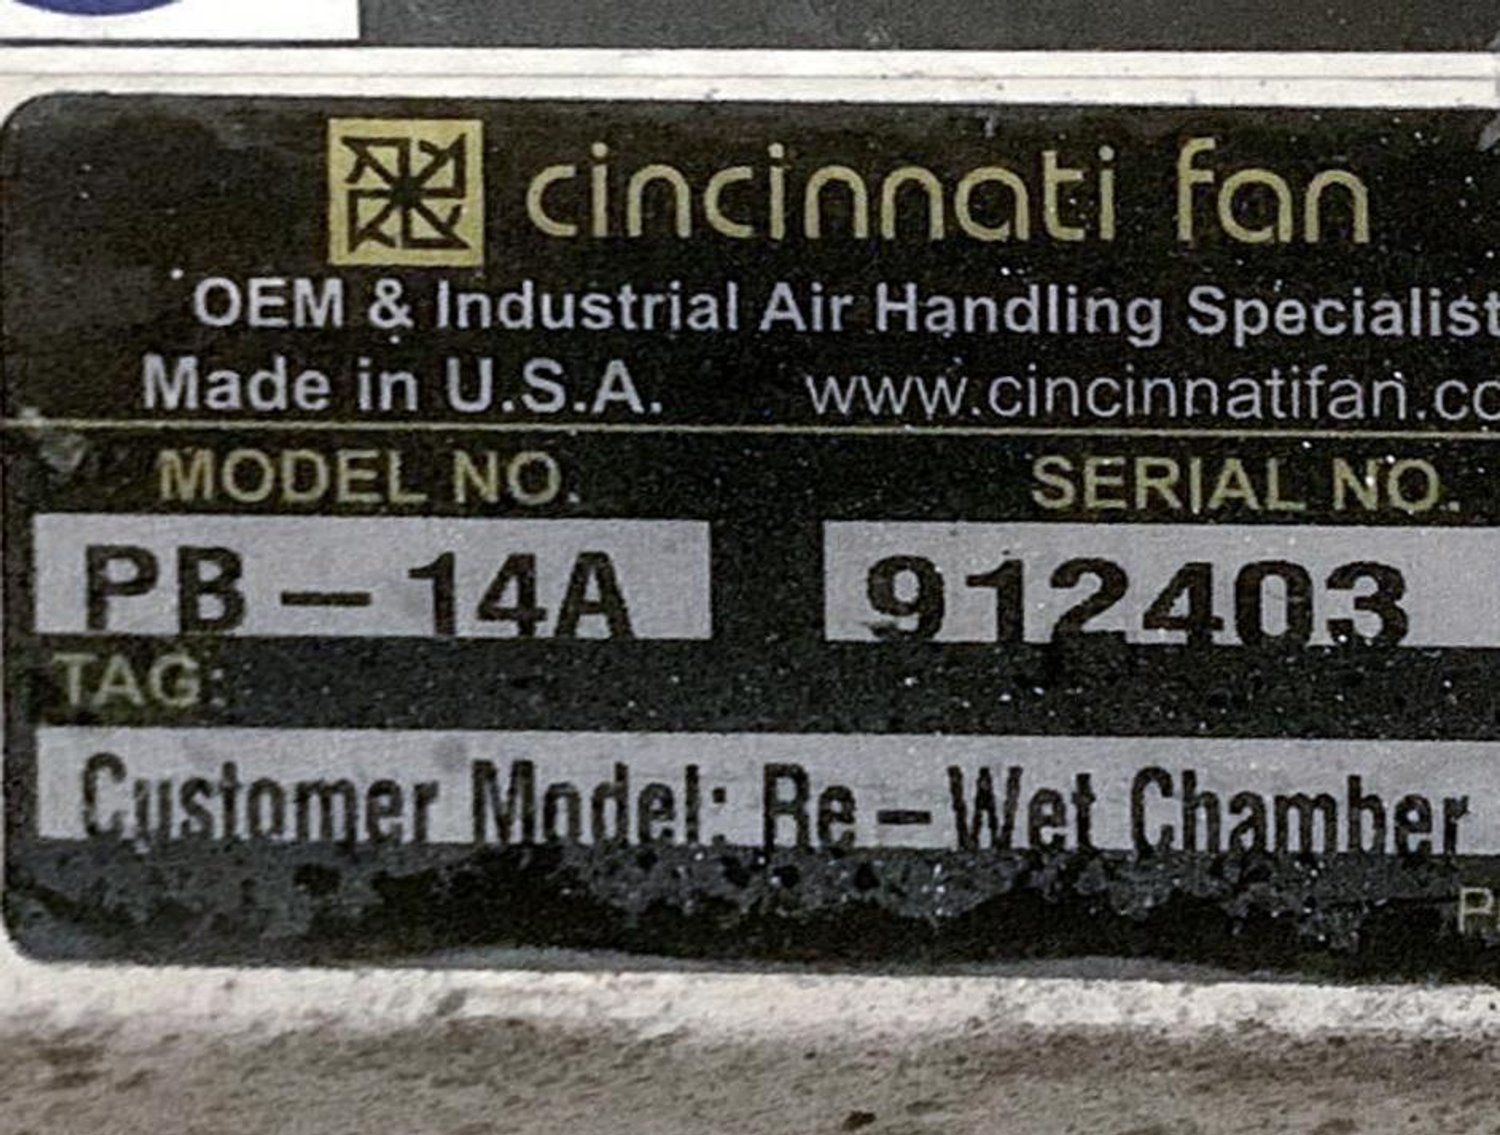 cincinnati fan
OEM & Industrial Air Handling Specialist
Made in U.S.A. www.cincinnatifan.co
MODEL NO. SERIAL NO.
PB-14A 912403
TAG:
Customer Model: Re-Wet Chamber